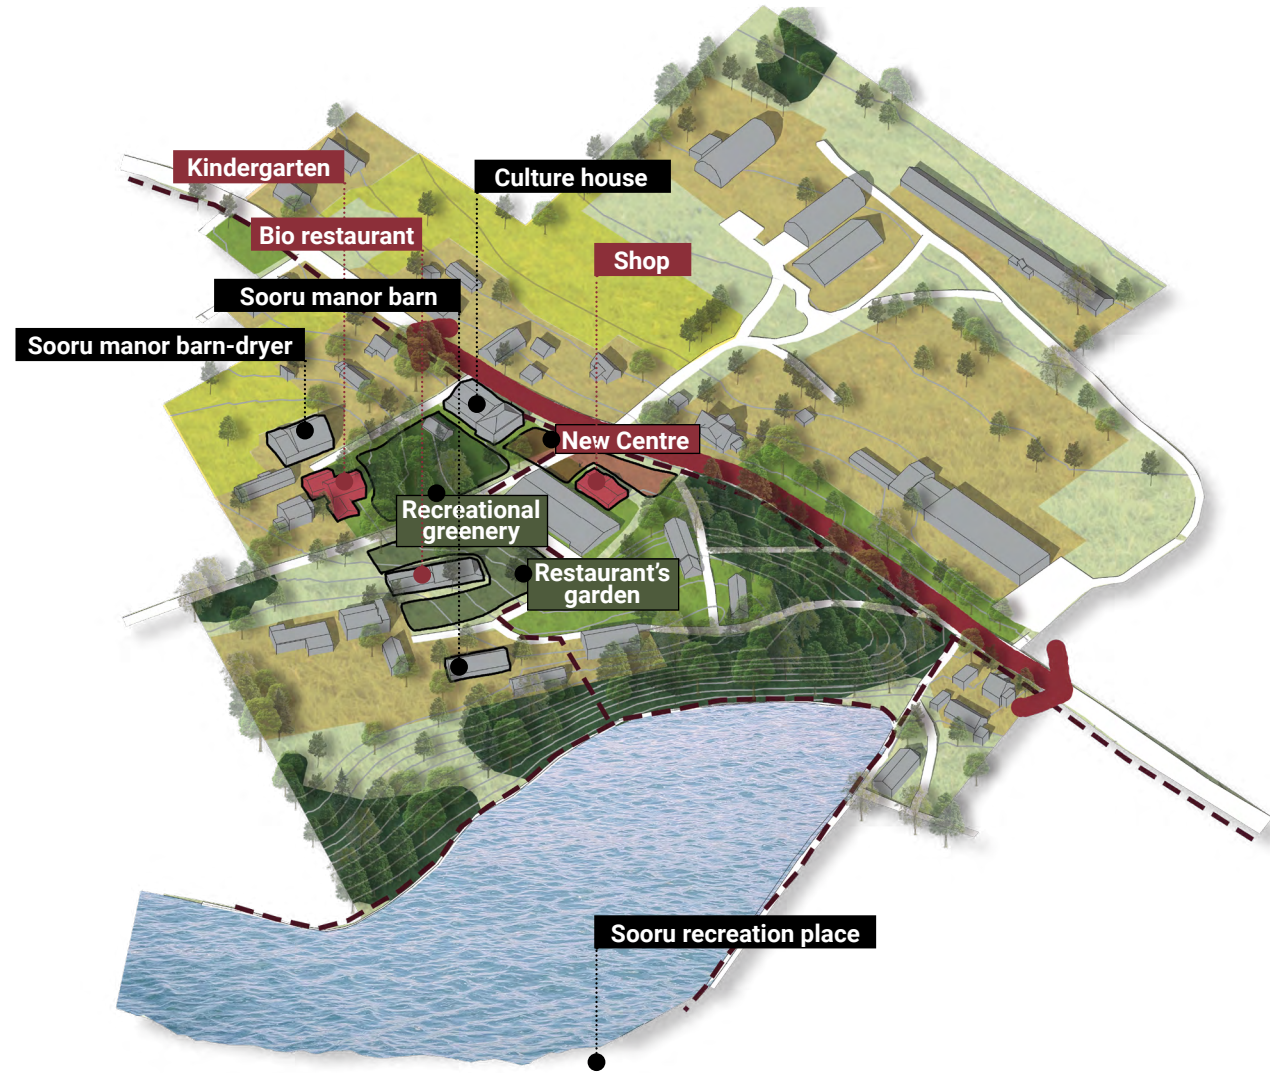 Kindergarten
Culture house
Bio restaurant
Shop
Sooru manor barn
Sooru manor barn-dryer
New Centre
Recreational
greenery
Restaurant's
garden
Sooru recreation place